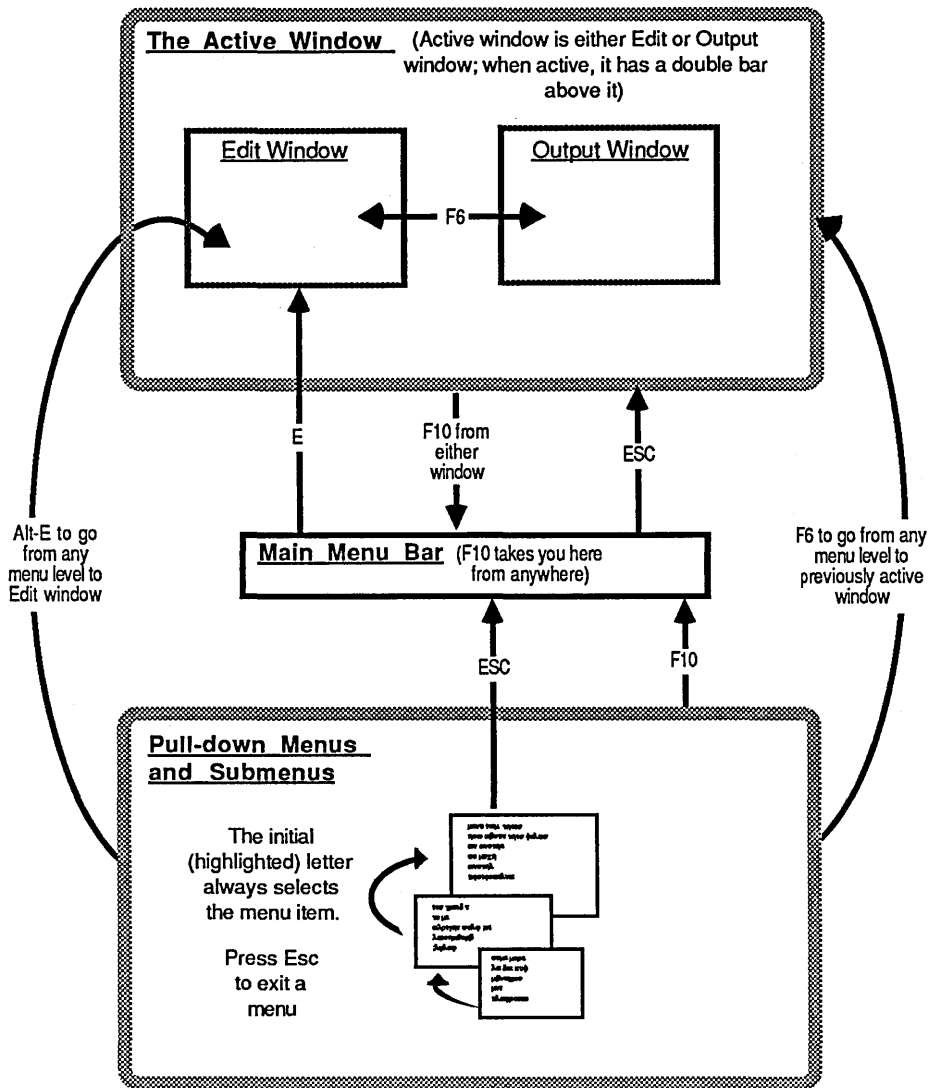 The Active Window (Active window is either Edit or Output
window; when active, it has a double bar
above it)
Edit Window
Output Window
F6
E
F10 from
either
window
ESC
Alt-E to go
from any
menu level to
Edit window
Main Menu Bar (F10 takes you here
from anywhere)
F6 to go from any
menu level to
previously active
window
ESC
F10
Pull-down Menus
and Submenus
The initial
(highlighted) letter
always selects
the menu item.
Press Esc
to exit a
menu